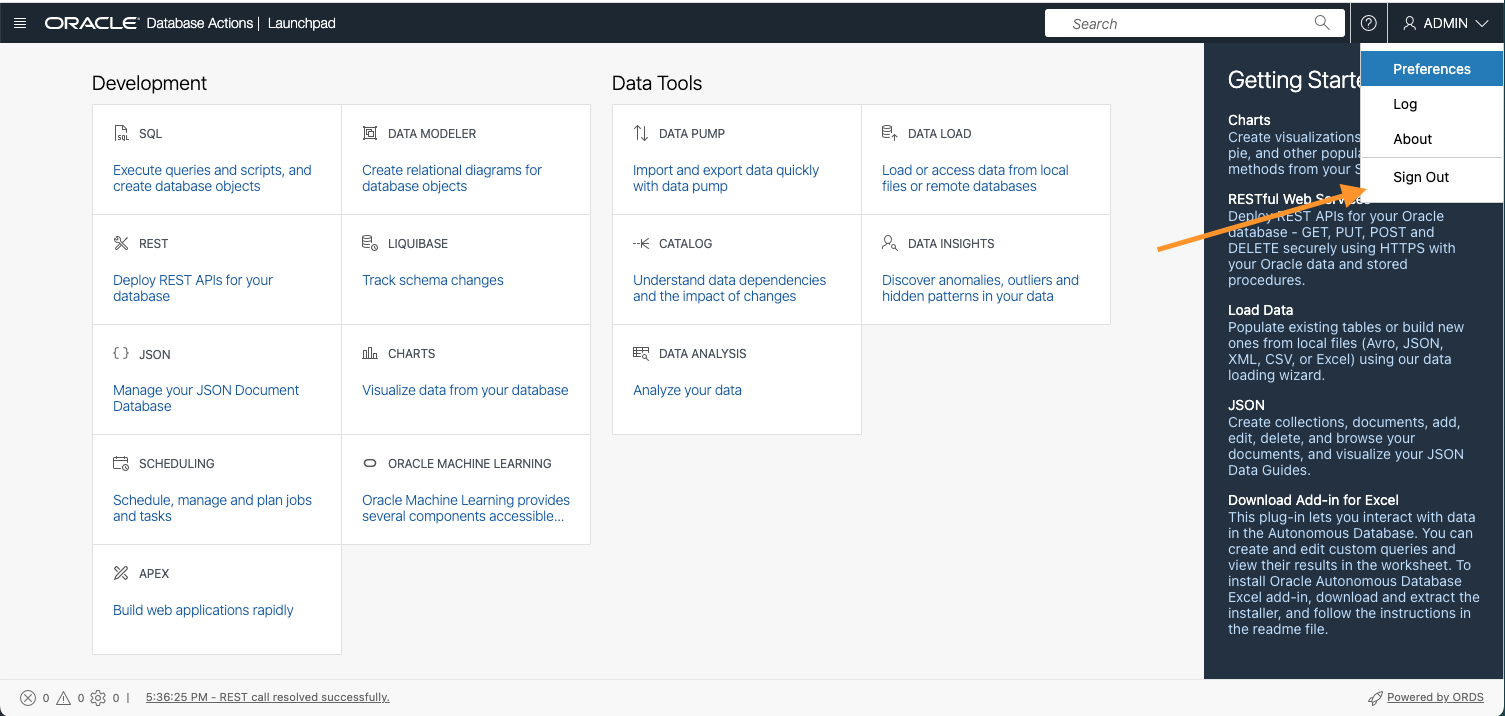 ORACLE Database Actions | Launchpad
Search
ADMIN
Preferences
Log
About
Sign Out
Development
SQL
Execute queries and scripts, and
create database objects
DATA MODELER
Create relational diagrams for
database objects
REST
Deploy REST APIs for your
database
LIQUIBASE
Track schema changes
JSON
Manage your JSON Document
Database
CHARTS
Visualize data from your database
SCHEDULING
Schedule, manage and plan jobs
and tasks
ORACLE MACHINE LEARNING
Oracle Machine Learning provides
several components accessible...
APEX
Build web applications rapidly
Data Tools
DATA PUMP
Import and export data quickly
with data pump
DATA LOAD
Load or access data from local
files or remote databases
CATALOG
Understand data dependencies
and the impact of changes
DATA INSIGHTS
Discover anomalies, outliers and
hidden patterns in your data
DATA ANALYSIS
Analyze your data
Getting Starte
Charts
Create visualizations
pie, and other popul
methods from your S
RESTful Web Services
Deploy REST APIs for your Oracle
database - GET, PUT, POST and
DELETE securely using HTTPS with
your Oracle data and stored
procedures.
Load Data
Populate existing tables or build new
ones from local files (Avro, JSON,
XML, CSV, or Excel) using our data
loading wizard.
JSON
Create collections, documents, add,
edit, delete, and browse your
documents, and visualize your JSON
Data Guides.
Download Add-in for Excel
This plug-in lets you interact with data
in the Autonomous Database. You can
create and edit custom queries and
view their results in the worksheet. To
install Oracle Autonomous Database
Excel add-in, download and extract the
installer, and follow the instructions in
the readme file.
0 0 0 | 5:36:25 PM - REST call resolved successfully.
Powered by ORDS